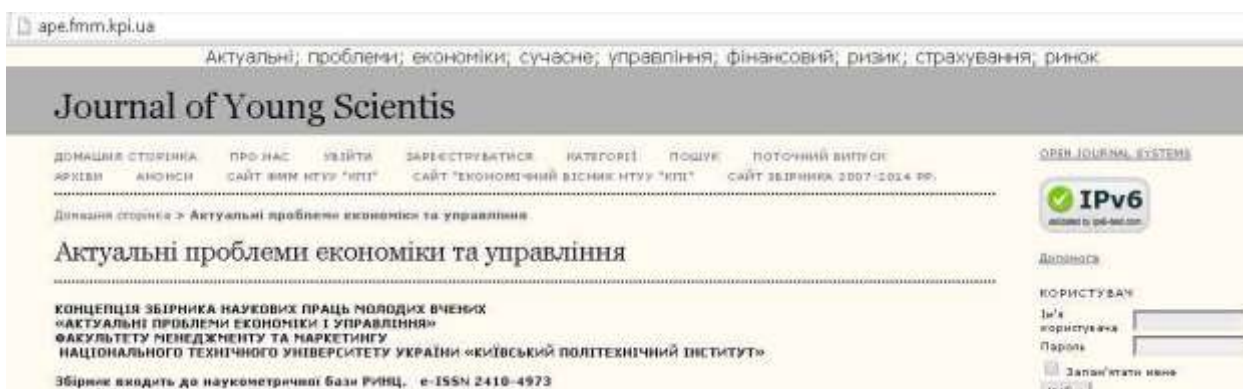 ape.fmm.kpi.ua
Актуальні; проблеми; економіки; сучасне; управління; фінансовий; ризик; страхування; ринок
Journal of Young Scientis
ДОМАШНЯ СТОРІНКА ПРО НАС УВІЙТИ ЗАРЕЄСТРУВАТИСЯ КАТЕГОРІЇ ПОШУК ПОТОЧНИЙ ВИПУСК
АРХІВИ АНОНСИ САЙТ ФММ НТУУ "КПІ" САЙТ "ЕКОНОМІЧНИЙ ВІСНИК НТУУ "КПІ" САЙТ ЗБІРНИКА 2007-2014 РР.
Домашня сторінка > Актуальні проблеми економіки та управління
Актуальні проблеми економіки та управління
КОНЦЕПЦІЯ ЗБІРНИКА НАУКОВИХ ПРАЦЬ МОЛОДИХ ВЧЕНИХ
«АКТУАЛЬНІ ПРОБЛЕМИ ЕКОНОМІКИ І УПРАВЛІННЯ»
ФАКУЛЬТЕТУ МЕНЕДЖМЕНТУ ТА МАРКЕТИНГУ
НАЦІОНАЛЬНОГО ТЕХНІЧНОГО УНІВЕРСИТЕТУ УКРАЇНИ «КИЇВСЬКИЙ ПОЛІТЕХНІЧНИЙ ІНСТИТУТ»
Збірник входить до наукометричної бази РИНЦ. e-ISSN 2410-4973
OPEN JOURNAL SYSTEMS
IPv6
Допомога
КОРИСТУВАЧ
Ім'я
користувача
Пароль
Запам'ятати мене